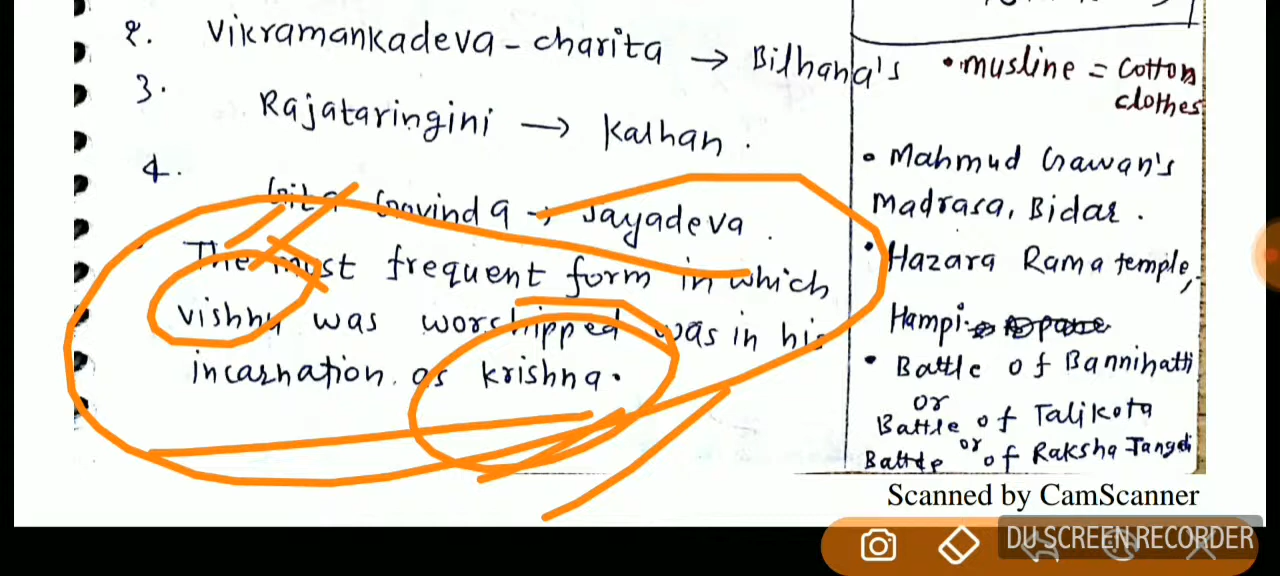 2. Vikramankadeva-charita → Bilhana's
3. Rajataringini → Kalhan.
4. Gita Govinda → Jayadeva.
The most frequent form in which
vishnu was worshipped was in his
incarnation as krishna.
• musline = cotton
clothes
• Mahmud Gawan's
madrasa, Bidar.
• Hazara Rama temple,
Hampi.
• Battle of Bannihatti
or
Battle of Talikota
or
Battle of Raksha Tangdi
Scanned by CamScanner
DU SCREEN RECORDER